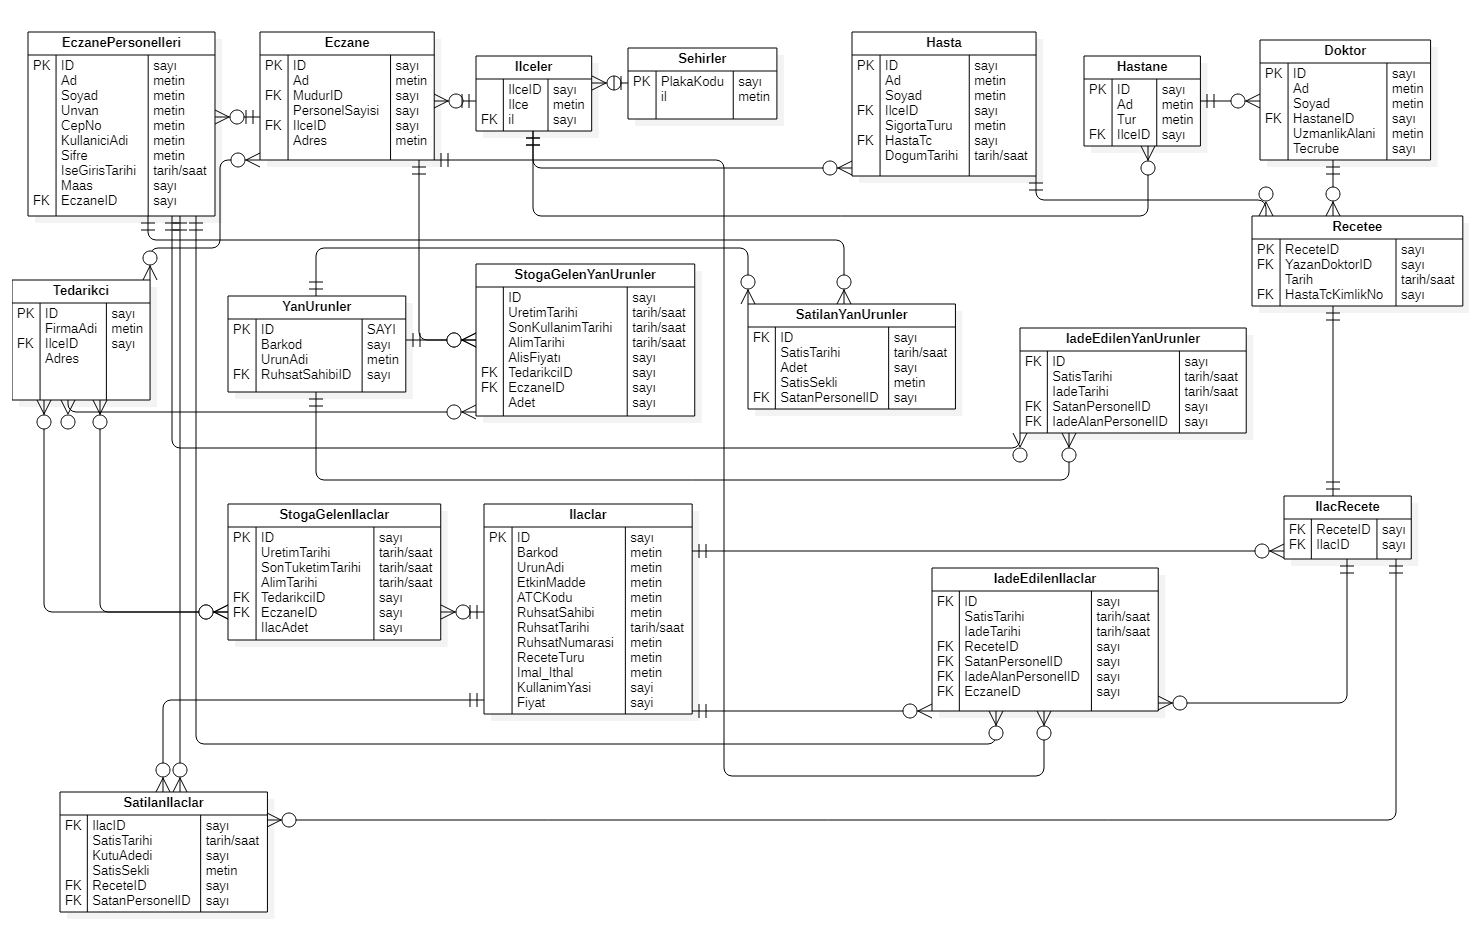 EczanePersonelleri
PK ID sayı
Ad metin
Soyad metin
Unvan metin
CepNo metin
KullaniciAdi metin
Sifre metin
IseGirisTarihi tarih/saat
Maas sayı
FK EczaneID sayı
Eczane
PK ID sayı
Ad metin
FK MudurID sayı
PersonelSayisi sayı
FK IlceID sayı
Adres metin
Ilceler
IlceID sayı
Ilce metin
FK il sayı
Sehirler
PK PlakaKodu sayı
il metin
Hasta
PK ID sayı
Ad metin
Soyad metin
FK IlceID sayı
SigortaTuru metin
FK HastaTc sayı
DogumTarihi tarih/saat
Hastane
PK ID sayı
Ad metin
Tur metin
FK IlceID sayı
Doktor
PK ID sayı
Ad metin
Soyad metin
FK HastaneID sayı
UzmanlikAlani metin
Tecrube sayı
Recetee
PK ReceteID sayı
FK YazanDoktorID sayı
Tarih tarih/saat
FK HastaTcKimlikNo sayı
Tedarikci
PK ID sayı
FirmaAdi metin
FK IlceID sayı
Adres
YanUrunler
PK ID SAYI
Barkod sayı
UrunAdi metin
FK RuhsatSahibiID sayı
StogaGelenYanUrunler
ID sayı
UretimTarihi tarih/saat
SonKullanimTarihi tarih/saat
AlimTarihi tarih/saat
AlisFiyatı sayı
FK TedarikciID sayı
FK EczaneID sayı
Adet sayı
SatilanYanUrunler
FK ID sayı
SatisTarihi tarih/saat
Adet sayı
SatisSekli metin
FK SatanPersonelID sayı
IadeEdilenYanUrunler
FK ID sayı
SatisTarihi tarih/saat
IadeTarihi tarih/saat
FK SatanPersonelID sayı
FK IadeAlanPersonelID sayı
StogaGelenIlaclar
PK ID sayı
UretimTarihi tarih/saat
SonTuketimTarihi tarih/saat
AlimTarihi tarih/saat
FK TedarikciID sayı
FK EczaneID sayı
IlacAdet sayı
Ilaclar
PK ID sayı
Barkod metin
UrunAdi metin
EtkinMadde metin
ATCKodu metin
RuhsatSahibi metin
RuhsatTarihi tarih/saat
RuhsatNumarasi metin
ReceteTuru metin
Imal_Ithal metin
KullanimYasi sayi
Fiyat sayi
IlacRecete
FK ReceteID sayı
FK IlacID sayı
IadeEdilenIlaclar
FK ID sayı
SatisTarihi tarih/saat
IadeTarihi tarih/saat
FK ReceteID sayı
FK SatanPersonelID sayı
FK IadeAlanPersonelID sayı
FK EczaneID sayı
SatilanIlaclar
FK IlacID sayı
SatisTarihi tarih/saat
KutuAdedi sayı
SatisSekli metin
FK ReceteID sayı
FK SatanPersonelID sayı